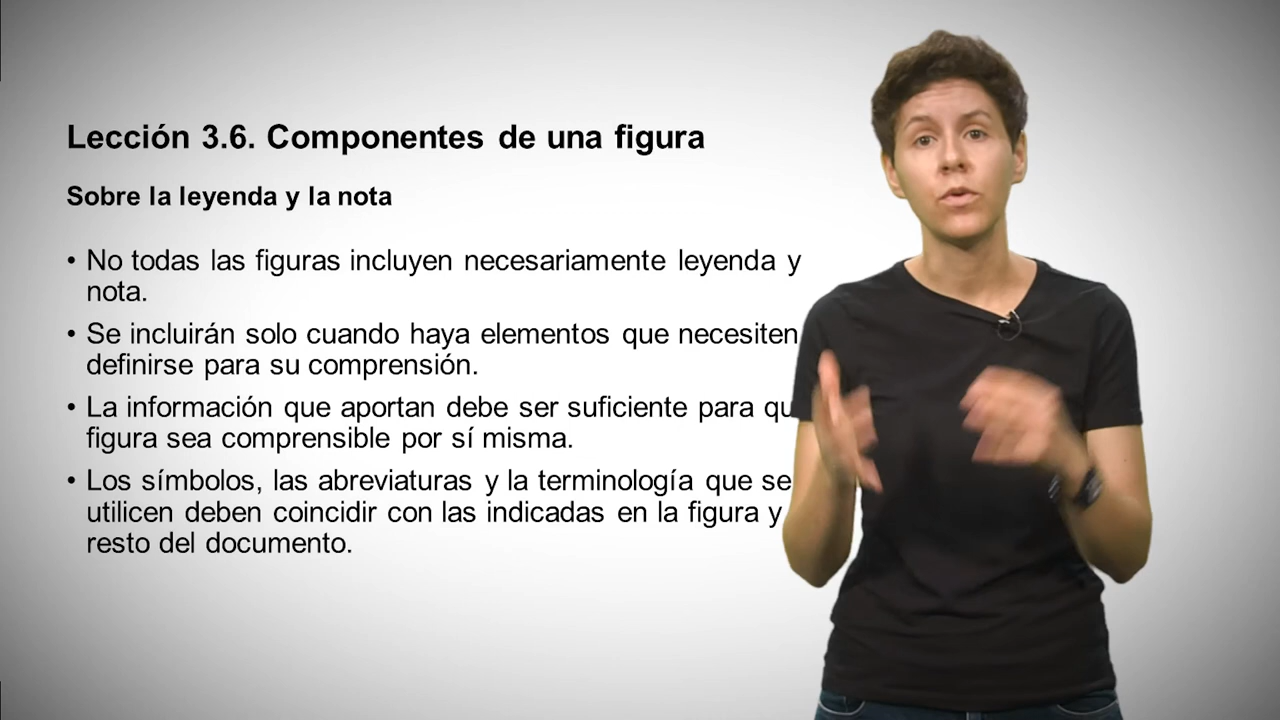 Lección 3.6. Componentes de una figura
Sobre la leyenda y la nota
• No todas las figuras incluyen necesariamente leyenda y
nota.
• Se incluirán solo cuando haya elementos que necesiten
definirse para su comprensión.
• La información que aportan debe ser suficiente para
figura sea comprensible por sí misma.
• Los símbolos, las abreviaturas y la terminología que se
utilicen deben coincidir con las indicadas en la figura y
resto del documento.